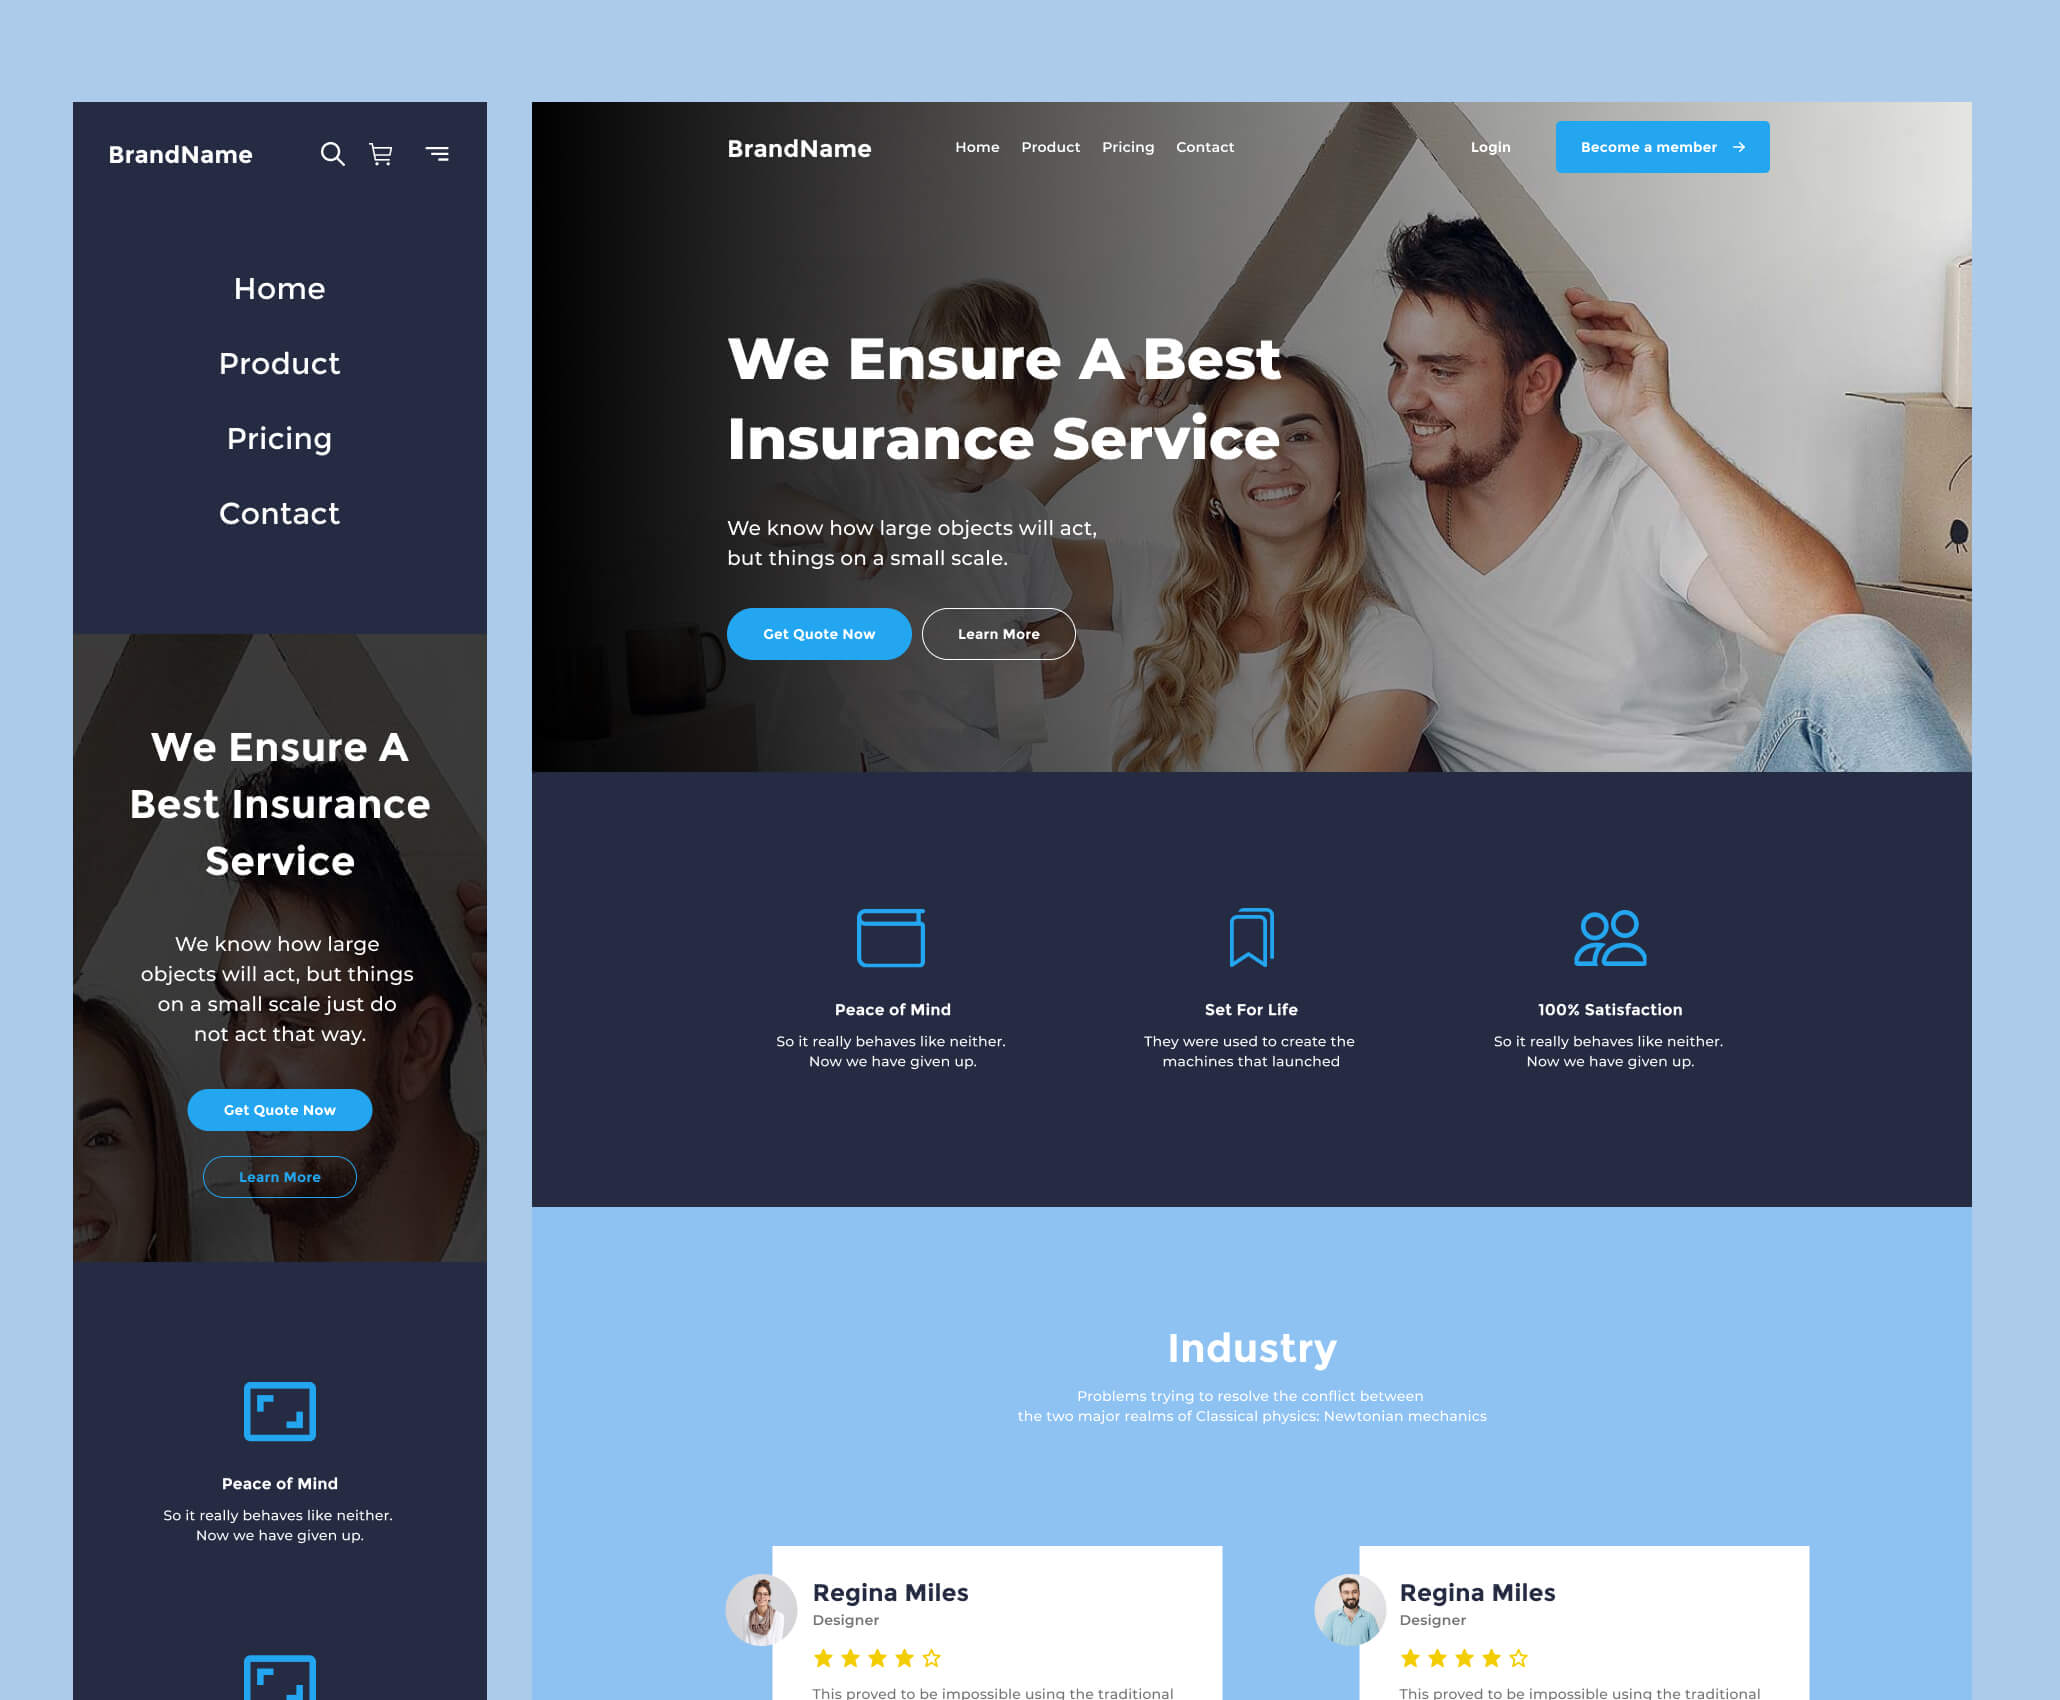 BrandName
Home
Product
Pricing
Contact
We Ensure A
Best Insurance
Service
We know how large
objects will act, but things
on a small scale just do
not act that way.
Get Quote Now
Learn More
Peace of Mind
So it really behaves like neither.
Now we have given up.
BrandName
Home Product Pricing Contact
Login
Become a member
We Ensure A Best
Insurance Service
We know how large objects will act,
but things on a small scale.
Get Quote Now
Learn More
Peace of Mind
So it really behaves like neither.
Now we have given up.
Set For Life
They were used to create the
machines that launched
100% Satisfaction
So it really behaves like neither.
Now we have given up.
Industry
Problems trying to resolve the conflict between
the two major realms of Classical physics: Newtonian mechanics
Regina Miles
Designer
This proved to be impossible using the traditional
Regina Miles
Designer
This proved to be impossible using the traditional